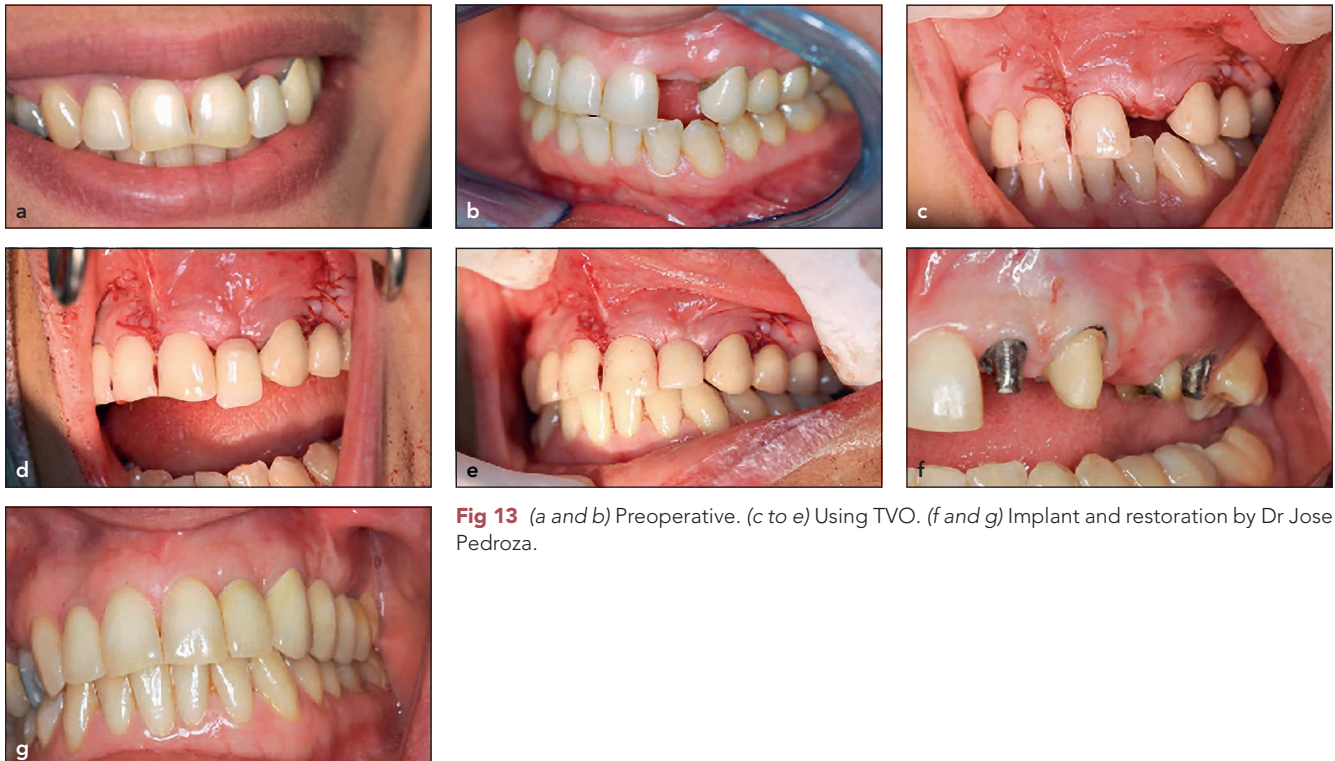 a
b
c
d
e
f
Fig 13 (a and b) Preoperative. (c to e) Using TVO. (f and g) Implant and restoration by Dr Jose
Pedroza.
g